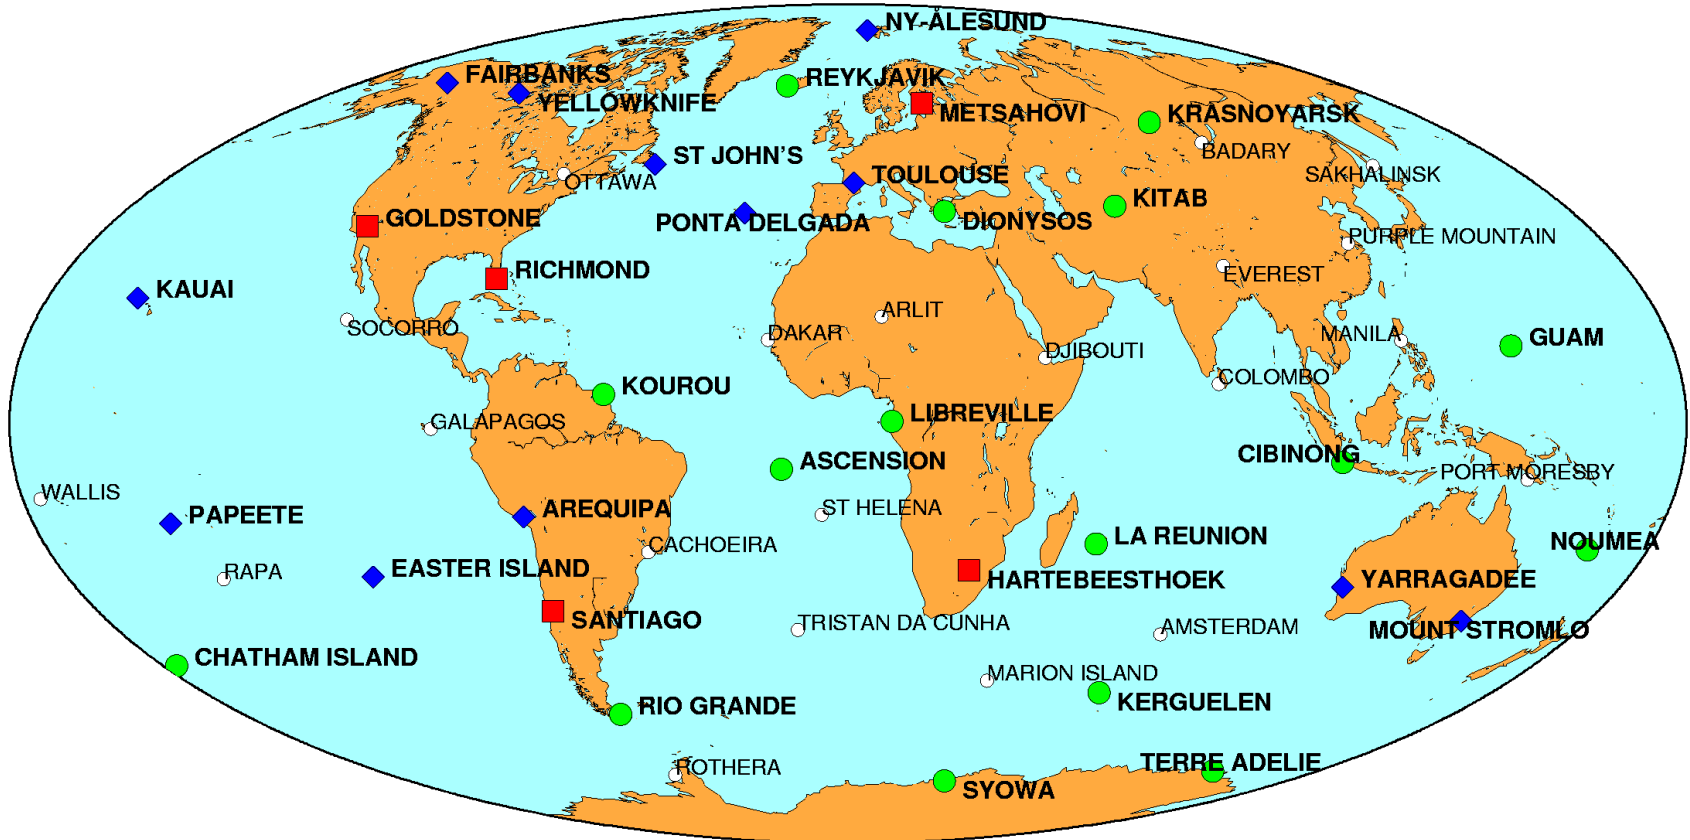 NY-ÅLESUND
FAIRBANKS
REYKJAVIK
YELLOWKNIFE
METSAHOVI
KRASNOYARSK
ST JOHN'S
BADARY
OTTAWA
TOULOUSE
SAKHALINSK
GOLDSTONE
PONTA DELGADA
DIONYSOS
KITAB
PURPLE MOUNTAIN
RICHMOND
EVEREST
KAUAI
SOCORRO
DAKAR
ARLIT
DJIBOUTI
MANILA
GUAM
KOUROU
COLOMBO
GALAPAGOS
LIBREVILLE
ASCENSION
CIBINONG
PORT MORESBY
WALLIS
PAPEETE
AREQUIPA
ST HELENA
CACHOEIRA
LA REUNION
NOUMEA
RAPA
EASTER ISLAND
HARTEBEESTHOEK
YARRAGADEE
SANTIAGO
TRISTAN DA CUNHA
AMSTERDAM
MOUNT STROMLO
CHATHAM ISLAND
MARION ISLAND
RIO GRANDE
KERGUELEN
ROTHERA
TERRE ADELIE
SYOWA